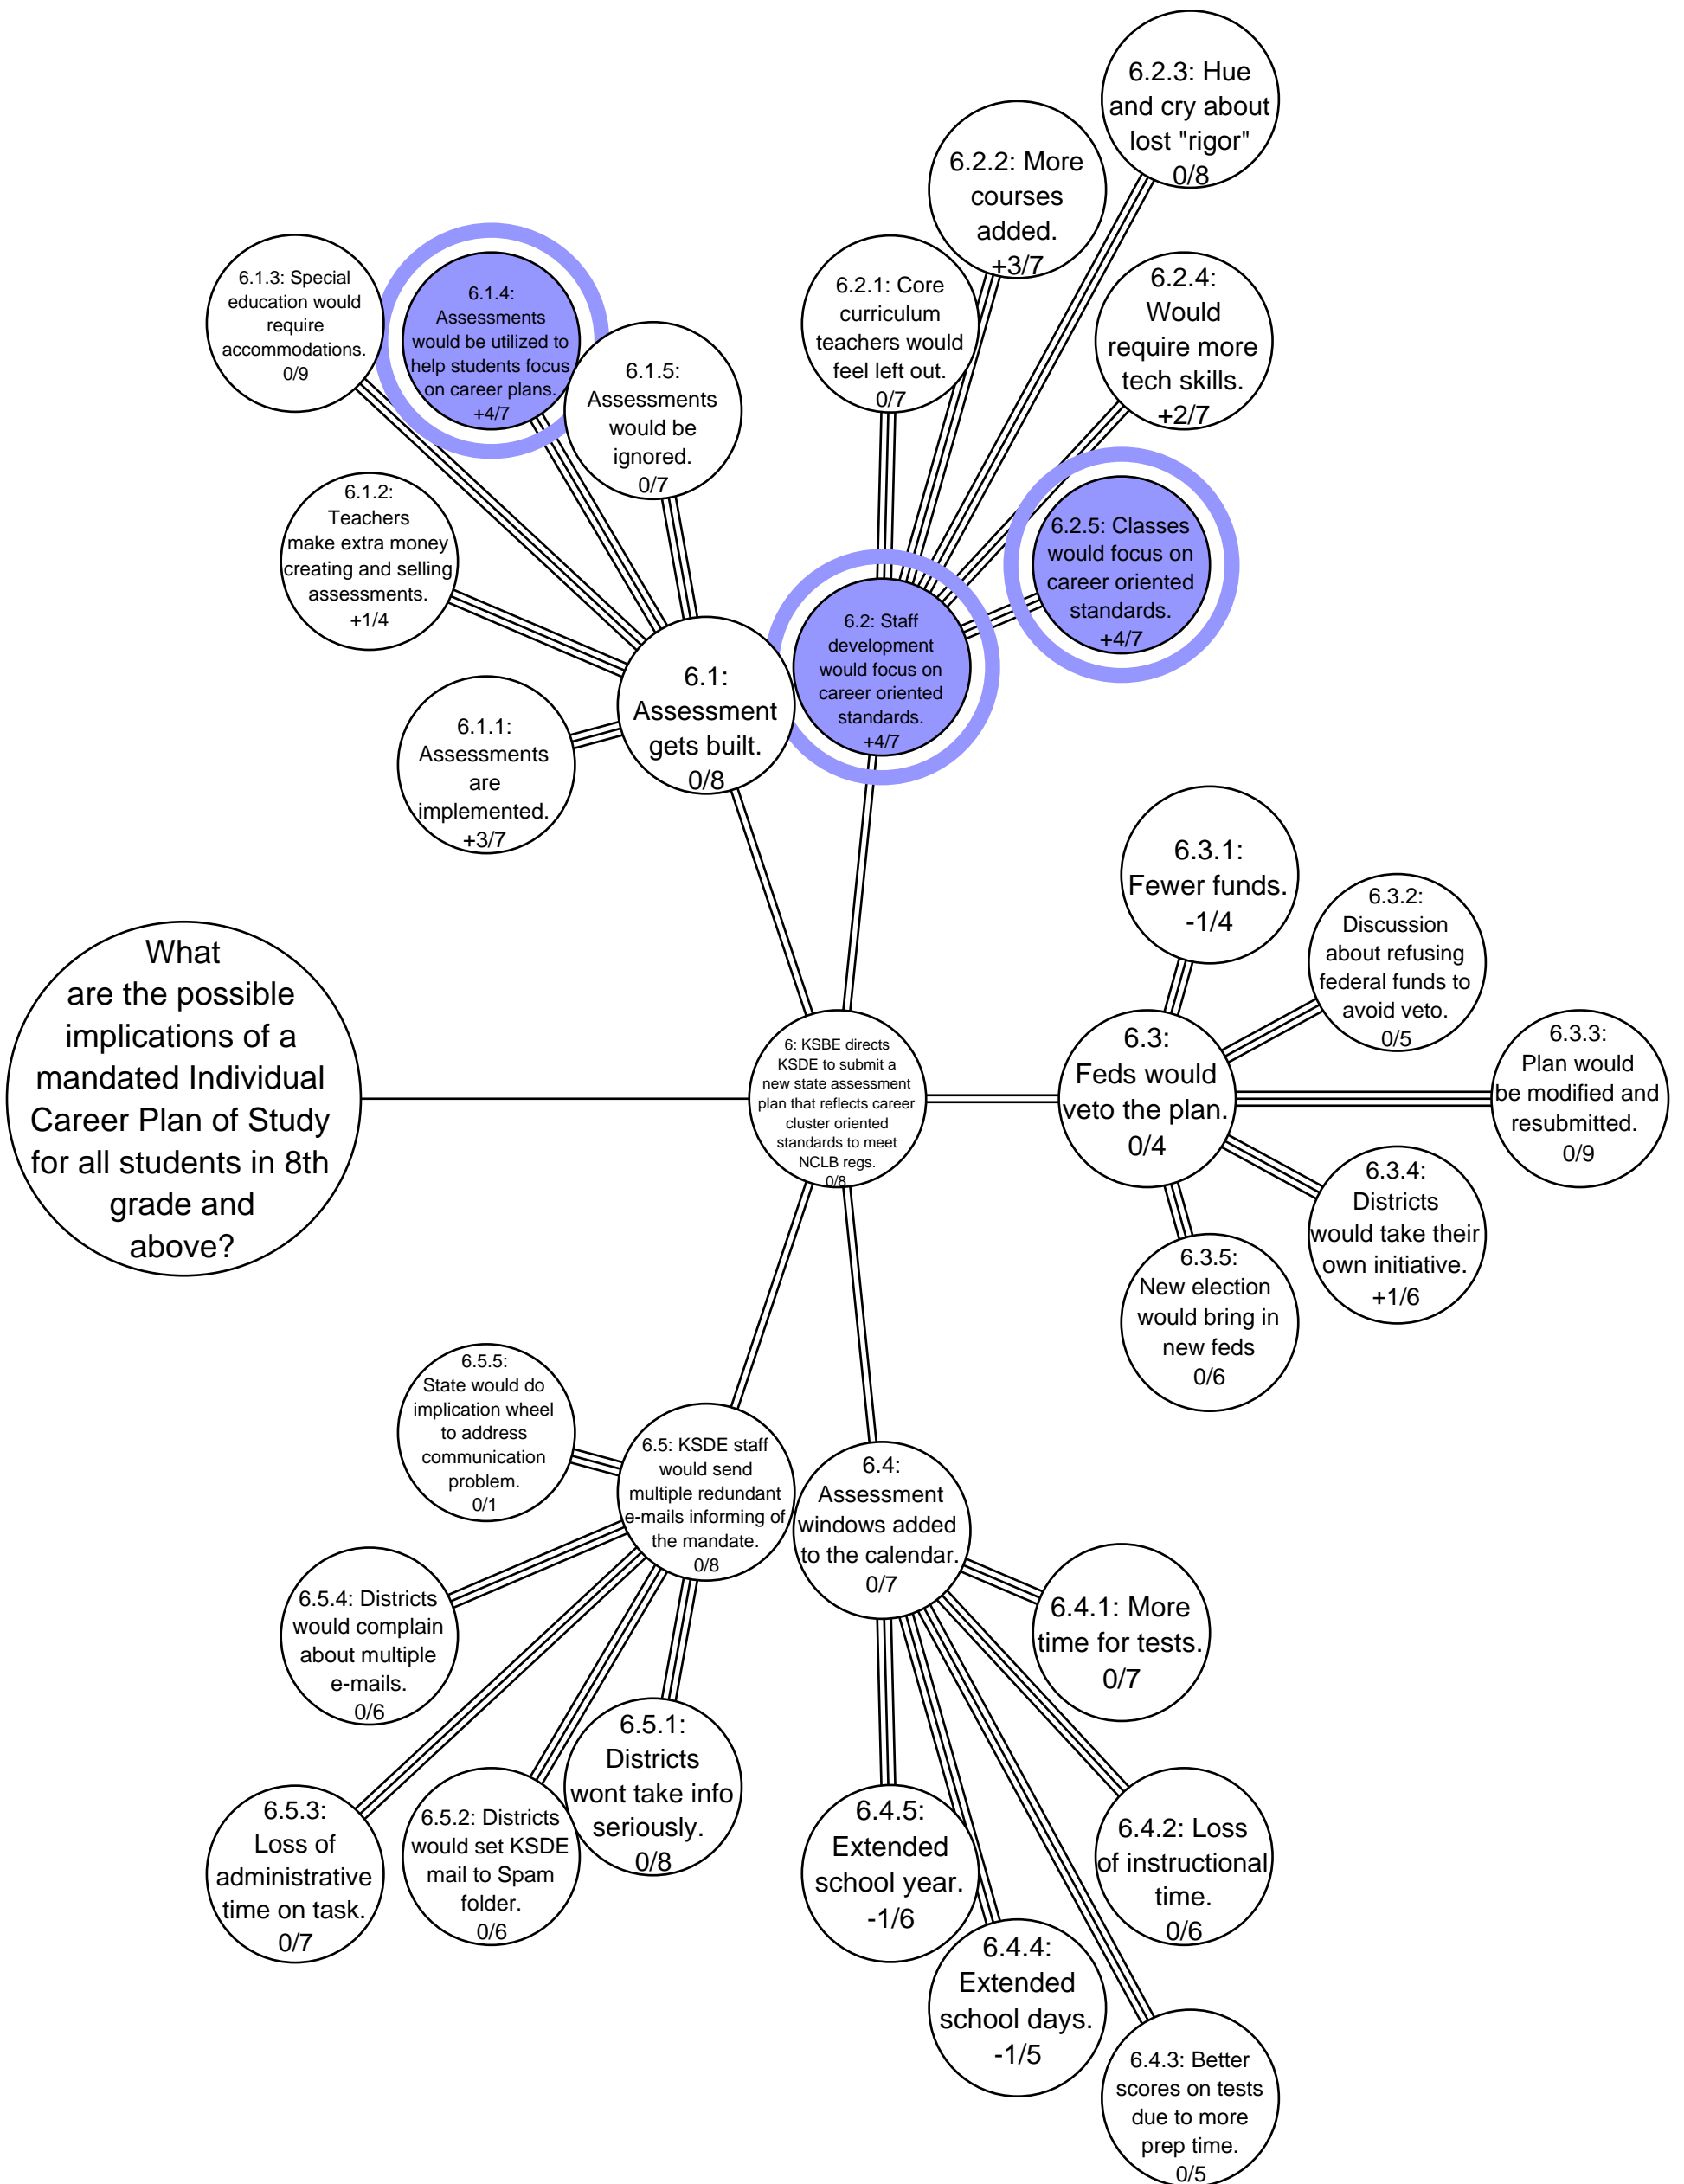 6.2.3: Hue
and cry about
lost "rigor"
0/8
6.2.2: More
courses
added.
+3/7
6.1.3: Special
education would
require
accommodations.
0/9
6.1.4:
Assessments
would be utilized to
help students focus
on career plans.
+4/7
6.1.5:
Assessments
would be
ignored.
0/7
6.2.1: Core
curriculum
teachers would
feel left out.
0/7
6.2.4:
Would
require more
tech skills.
+2/7
6.1.2:
Teachers
make extra money
creating and selling
assessments.
+1/4
6.2.5: Classes
would focus on
career oriented
standards.
+4/7
6.1.1:
Assessments
are
implemented.
+3/7
6.1:
Assessment
gets built.
0/8
6.2: Staff
development
would focus on
career oriented
standards.
+4/7
6.3.1:
Fewer funds.
-1/4
6.3.2:
Discussion
about refusing
federal funds to
avoid veto.
0/5
What
are the possible
implications of a
mandated Individual
Career Plan of Study
for all students in 8th
grade and
above?
6: KSBE directs
KSDE to submit a
new state assessment
plan that reflects career
cluster oriented
standards to meet
NCLB regs.
0/8
6.3:
Feds would
veto the plan.
0/4
6.3.3:
Plan would
be modified and
resubmitted.
0/9
6.3.4:
Districts
would take their
own initiative.
+1/6
6.3.5:
New election
would bring in
new feds
0/6
6.5.5:
State would do
implication wheel
to address
communication
problem.
0/1
6.5: KSDE staff
would send
multiple redundant
e-mails informing of
the mandate.
0/8
6.4:
Assessment
windows added
to the calendar.
0/7
6.5.4: Districts
would complain
about multiple
e-mails.
0/6
6.4.1: More
time for tests.
0/7
6.5.3:
Loss of
administrative
time on task.
0/7
6.5.2: Districts
would set KSDE
mail to Spam
folder.
0/6
6.5.1:
Districts
wont take info
seriously.
0/8
6.4.5:
Extended
school year.
-1/6
6.4.2: Loss
of instructional
time.
0/6
6.4.4:
Extended
school days.
-1/5
6.4.3: Better
scores on tests
due to more
prep time.
0/5